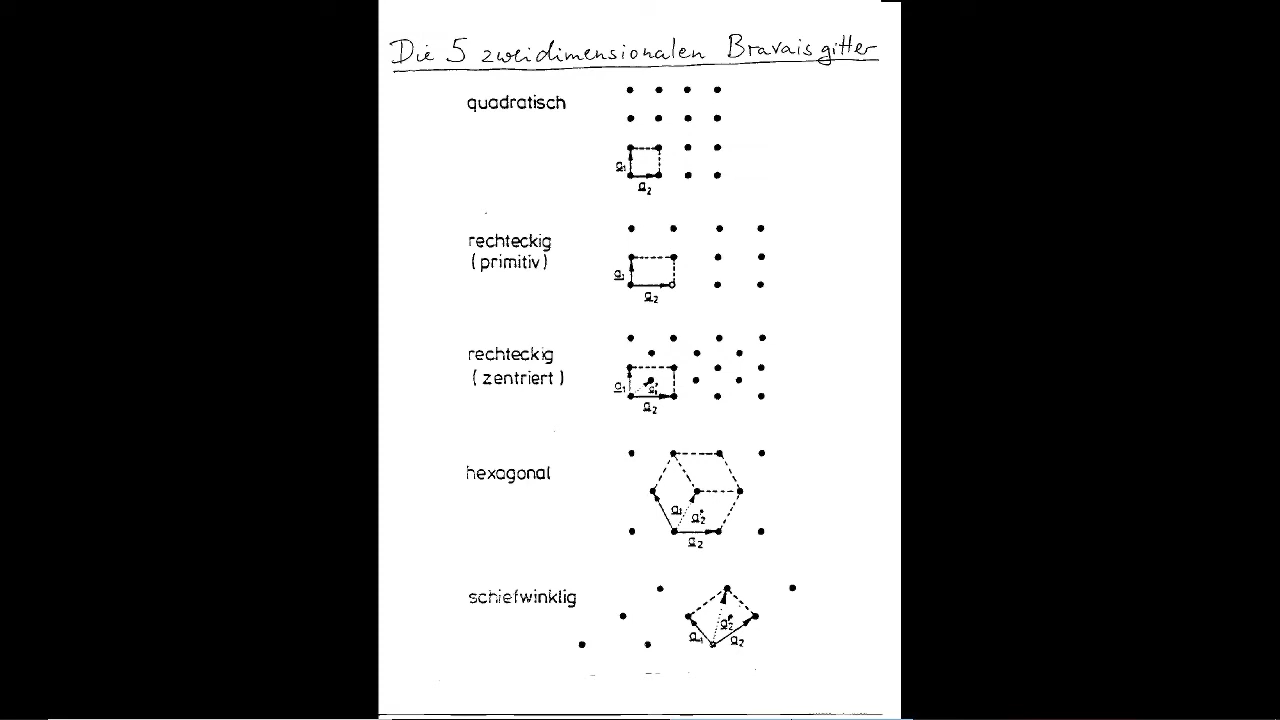 Die 5 zweidimensionalen Bravaisgitter
quadratisch
a1
a2
rechteckig
(primitiv)
a1
a2
rechteckig
(zentriert)
a1
a1'
a2
hexagonal
a1
a2*
a2
schiefwinklig
a1
a2*
a2